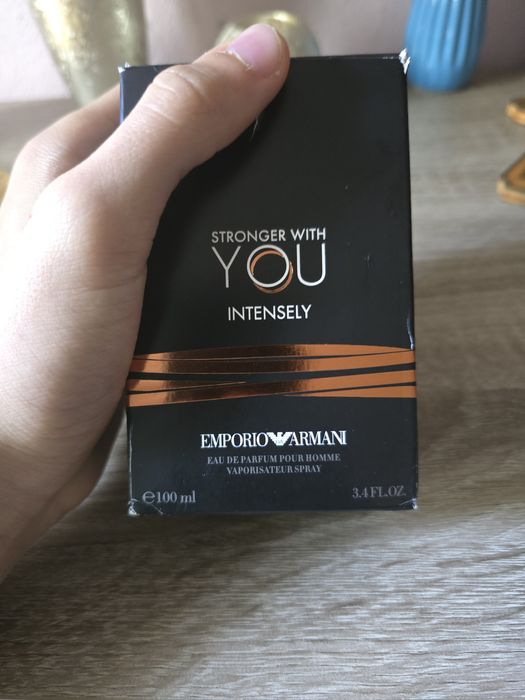 STRONGER WITH
YOU
INTENSELY
EMPORIO ARMANI
EAU DE PARFUM POUR HOMME
VAPORISATEUR SPRAY
℮100 ml 3.4 FL.OZ.